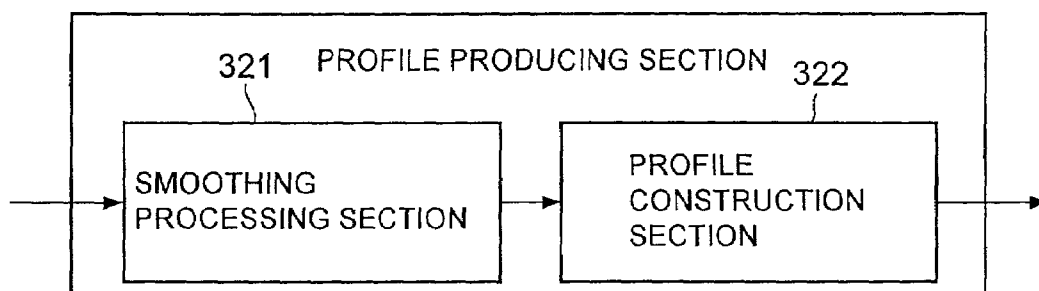 PROFILE PRODUCING SECTION
321
322
SMOOTHING
PROCESSING SECTION
PROFILE
CONSTRUCTION
SECTION